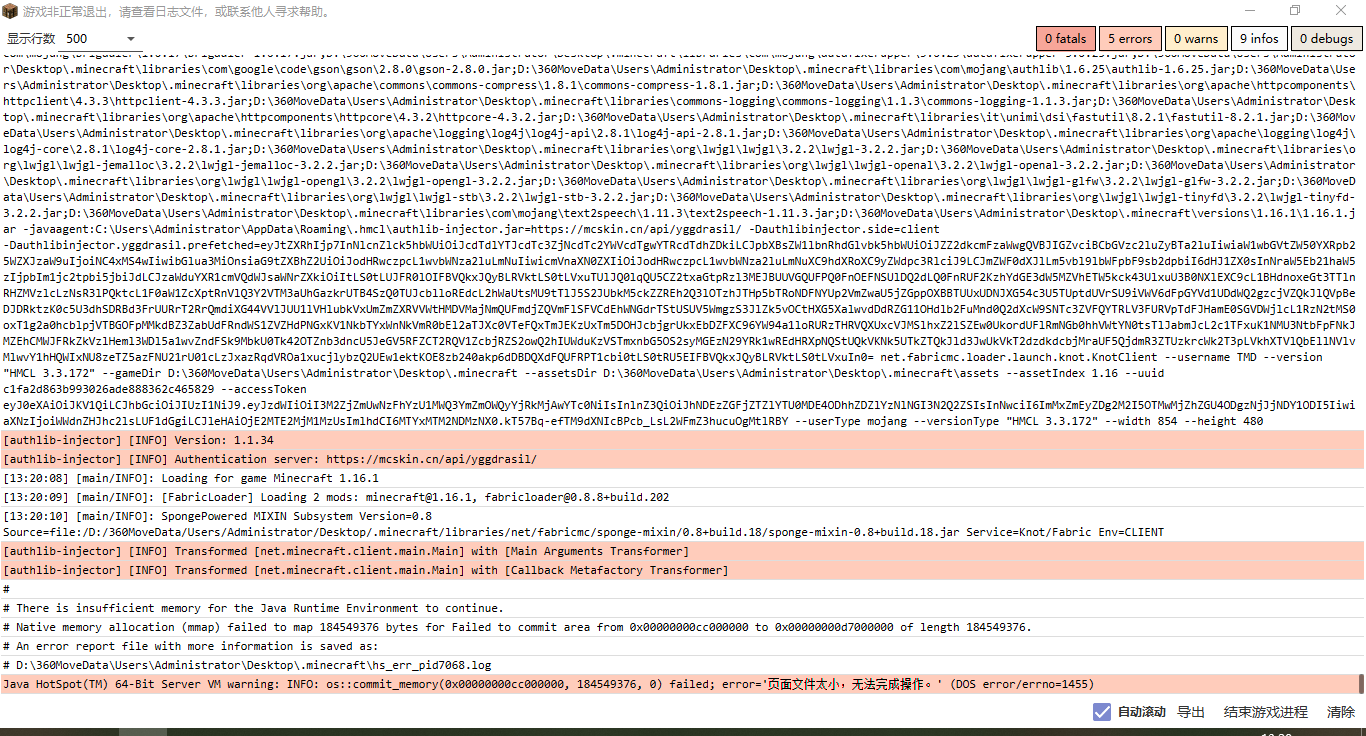 游戏非正常退出，请查看日志文件，或联系他人寻求帮助。
显示行数 500
0 fatals 5 errors 0 warns 9 infos 0 debugs
r\Desktop\.minecraft\libraries\com\google\code\gson\gson\2.8.0\gson-2.8.0.jar;D:\360MoveData\Users\Administrator\Desktop\.minecraft\libraries\com\mojang\authlib\1.6.25\authlib-1.6.25.jar;D:\360MoveData\Us
ers\Administrator\Desktop\.minecraft\libraries\org\apache\commons\commons-compress\1.8.1\commons-compress-1.8.1.jar;D:\360MoveData\Users\Administrator\Desktop\.minecraft\libraries\org\apache\httpcomponents\
httpclient\4.3.3\httpclient-4.3.3.jar;D:\360MoveData\Users\Administrator\Desktop\.minecraft\libraries\commons-logging\commons-logging\1.1.3\commons-logging-1.1.3.jar;D:\360MoveData\Users\Administrator\Desk
top\.minecraft\libraries\org\apache\httpcomponents\httpcore\4.3.2\httpcore-4.3.2.jar;D:\360MoveData\Users\Administrator\Desktop\.minecraft\libraries\it\unimi\dsi\fastutil\8.2.1\fastutil-8.2.1.jar;D:\360Mov
eData\Users\Administrator\Desktop\.minecraft\libraries\org\apache\logging\log4j\log4j-api\2.8.1\log4j-api-2.8.1.jar;D:\360MoveData\Users\Administrator\Desktop\.minecraft\libraries\org\apache\logging\log4j\
log4j-core\2.8.1\log4j-core-2.8.1.jar;D:\360MoveData\Users\Administrator\Desktop\.minecraft\libraries\org\lwjgl\lwjgl\3.2.2\lwjgl-3.2.2.jar;D:\360MoveData\Users\Administrator\Desktop\.minecraft\libraries\o
rg\lwjgl\lwjgl-jemalloc\3.2.2\lwjgl-jemalloc-3.2.2.jar;D:\360MoveData\Users\Administrator\Desktop\.minecraft\libraries\org\lwjgl\lwjgl-openal\3.2.2\lwjgl-openal-3.2.2.jar;D:\360MoveData\Users\Administrator
\Desktop\.minecraft\libraries\org\lwjgl\lwjgl-opengl\3.2.2\lwjgl-opengl-3.2.2.jar;D:\360MoveData\Users\Administrator\Desktop\.minecraft\libraries\org\lwjgl\lwjgl-glfw\3.2.2\lwjgl-glfw-3.2.2.jar;D:\360MoveD
ata\Users\Administrator\Desktop\.minecraft\libraries\org\lwjgl\lwjgl-stb\3.2.2\lwjgl-stb-3.2.2.jar;D:\360MoveData\Users\Administrator\Desktop\.minecraft\libraries\org\lwjgl\lwjgl-tinyfd\3.2.2\lwjgl-tinyfd-
3.2.2.jar;D:\360MoveData\Users\Administrator\Desktop\.minecraft\libraries\com\mojang\text2speech\1.11.3\text2speech-1.11.3.jar;D:\360MoveData\Users\Administrator\Desktop\.minecraft\versions\1.16.1\1.16.1.j
ar -javaagent:C:\Users\Administrator\AppData\Roaming\.hmcl\authlib-injector.jar=https://mcskin.cn/api/yggdrasil/ -Dauthlibinjector.side=client
MlwvY1hHQWIxNU8zeTZ5azFNU21rU01cLzJxazRqdVROa1xucjlybzQ2UEw1ektKOE8zb240akp6dDBDQXdFQUFRPT1cbi0tLS0tRU5EIFBVQkxJQyBLRVktLS0tLVxuIn0= net.fabricmc.loader.launch.knot.KnotClient --username TMD --version
"HMCL 3.3.172" --gameDir D:\360MoveData\Users\Administrator\Desktop\.minecraft --assetsDir D:\360MoveData\Users\Administrator\Desktop\.minecraft\assets --assetIndex 1.16 --uuid
c1fa2d863b993026ade888362c465829 --accessToken
--userType mojang --versionType "HMCL 3.3.172" --width 854 --height 480
[authlib-injector] [INFO] Version: 1.1.34
[authlib-injector] [INFO] Authentication server: https://mcskin.cn/api/yggdrasil/
[13:20:08] [main/INFO]: Loading for game Minecraft 1.16.1
[13:20:09] [main/INFO]: [FabricLoader] Loading 2 mods: minecraft@1.16.1, fabricloader@0.8.8+build.202
[13:20:10] [main/INFO]: SpongePowered MIXIN Subsystem Version=0.8
Source=file:/D:/360MoveData/Users/Administrator/Desktop/.minecraft/libraries/net/fabricmc/sponge-mixin/0.8+build.18/sponge-mixin-0.8+build.18.jar Service=Knot/Fabric Env=CLIENT
[authlib-injector] [INFO] Transformed [net.minecraft.client.main.Main] with [Main Arguments Transformer]
[authlib-injector] [INFO] Transformed [net.minecraft.client.main.Main] with [Callback Metafactory Transformer]
#
# There is insufficient memory for the Java Runtime Environment to continue.
# Native memory allocation (mmap) failed to map 184549376 bytes for Failed to commit area from 0x00000000cc000000 to 0x00000000d7000000 of length 184549376.
# An error report file with more information is saved as:
# D:\360MoveData\Users\Administrator\Desktop\.minecraft\hs_err_pid7068.log
Java HotSpot(TM) 64-Bit Server VM warning: INFO: os::commit_memory(0x00000000cc000000, 184549376, 0) failed; error='页面文件太小，无法完成操作。' (DOS error/errno=1455)
自动滚动 导出 结束游戏进程 清除